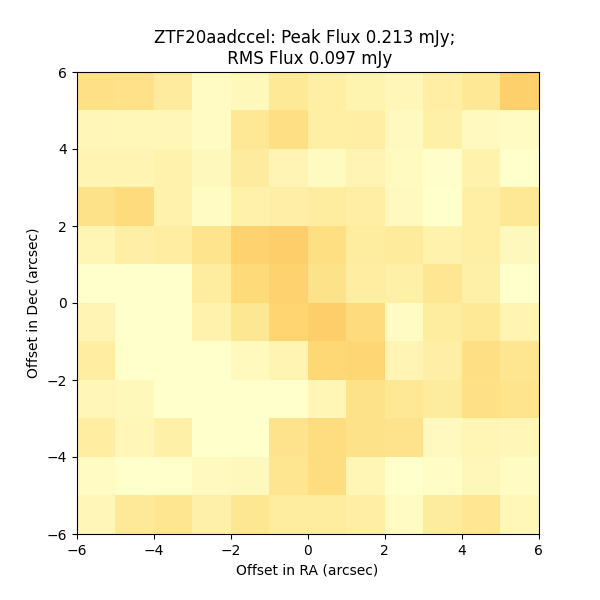 ZTF20aadccel: Peak Flux 0.213 mJy;
RMS Flux 0.097 mJy
6
4
2
0
−2
−4
−6
Offset in Dec (arcsec)
−6 −4 −2 0 2 4 6
Offset in RA (arcsec)